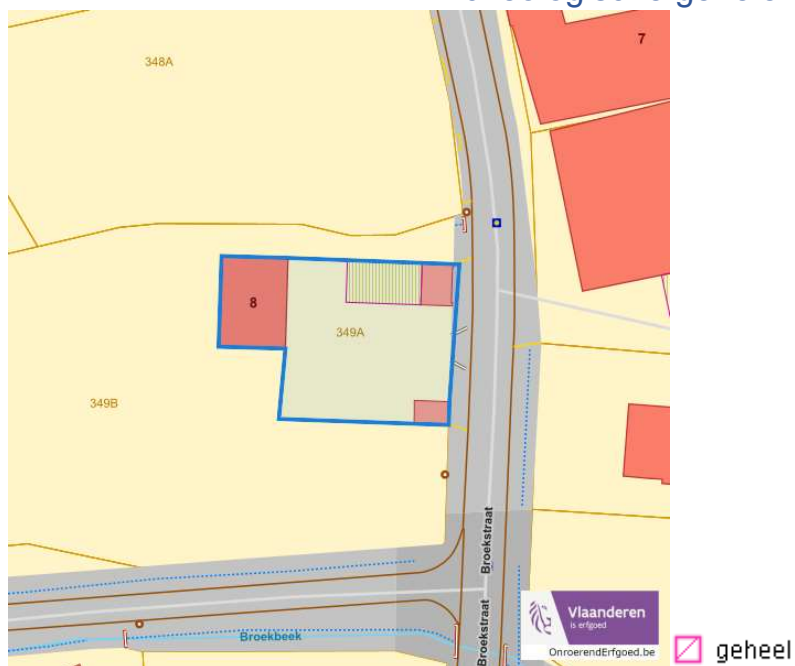 348A
7
8
349A
349B
Broekstraat
Broekstraat
Broekbeek
Vlaanderen
is erfgoed
OnroerendErfgoed.be
geheel